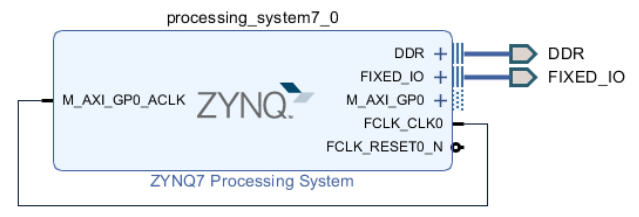 processing_system7_0
DDR
DDR
FIXED_IO
FIXED_IO
M_AXI_GP0_ACLK
ZYNQ
M_AXI_GP0
FCLK_CLK0
FCLK_RESET0_N
ZYNQ7 Processing System